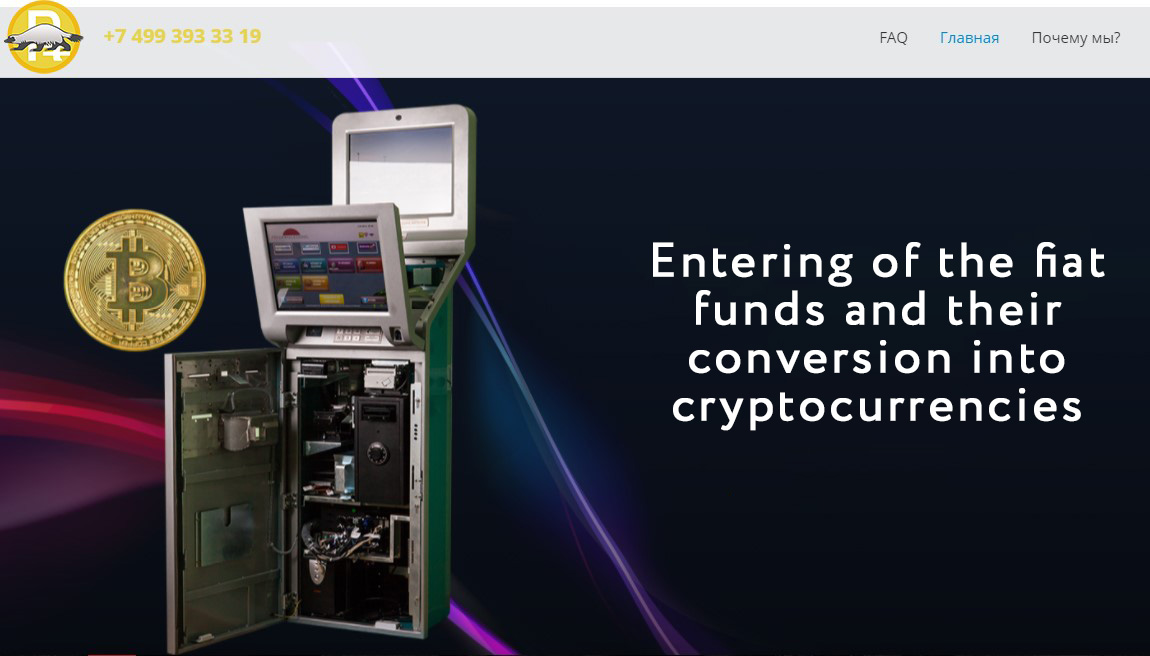 +7 499 393 33 19
FAQ Главная Почему мы?
Entering of the fiat
funds and their
conversion into
cryptocurrencies